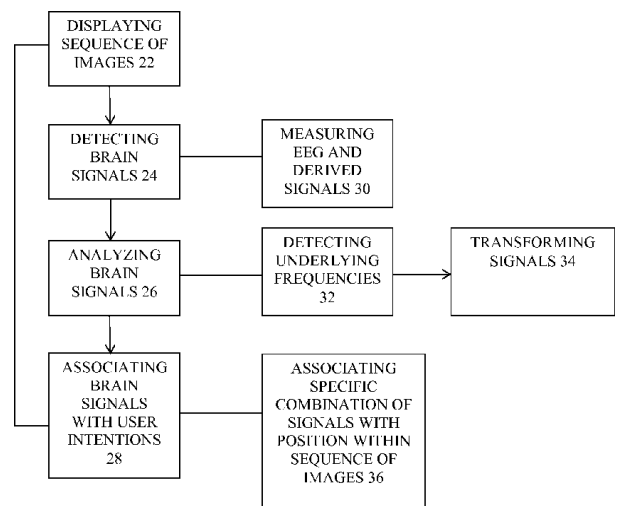 DISPLAYING
SEQUENCE OF
IMAGES 22
DETECTING
BRAIN
SIGNALS 24
MEASURING
EEG AND
DERIVED
SIGNALS 30
ANALYZING
BRAIN
SIGNALS 26
DETECTING
UNDERLYING
FREQUENCIES
32
TRANSFORMING
SIGNALS 34
ASSOCIATING
BRAIN
SIGNALS
WITH USER
INTENTIONS
28
ASSOCIATING
SPECIFIC
COMBINATION OF
SIGNALS WITH
POSITION WITHIN
SEQUENCE OF
IMAGES 36